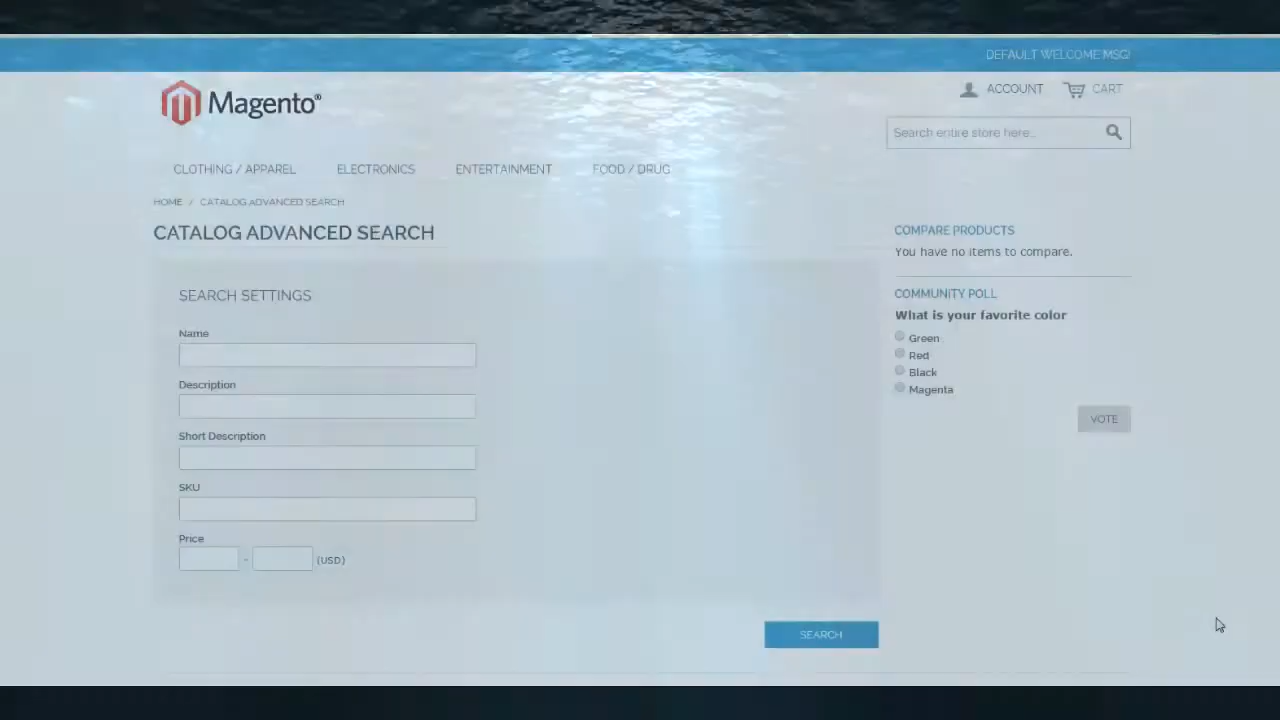 DEFAULT WELCOME MSG!
Magento®
ACCOUNT
CART
Search entire store here...
CLOTHING / APPAREL
ELECTRONICS
ENTERTAINMENT
FOOD / DRUG
HOME / CATALOG ADVANCED SEARCH
CATALOG ADVANCED SEARCH
SEARCH SETTINGS
Name
Description
Short Description
SKU
Price
- (USD)
SEARCH
COMPARE PRODUCTS
You have no items to compare.
COMMUNITY POLL
What is your favorite color
Green
Red
Black
Magenta
VOTE